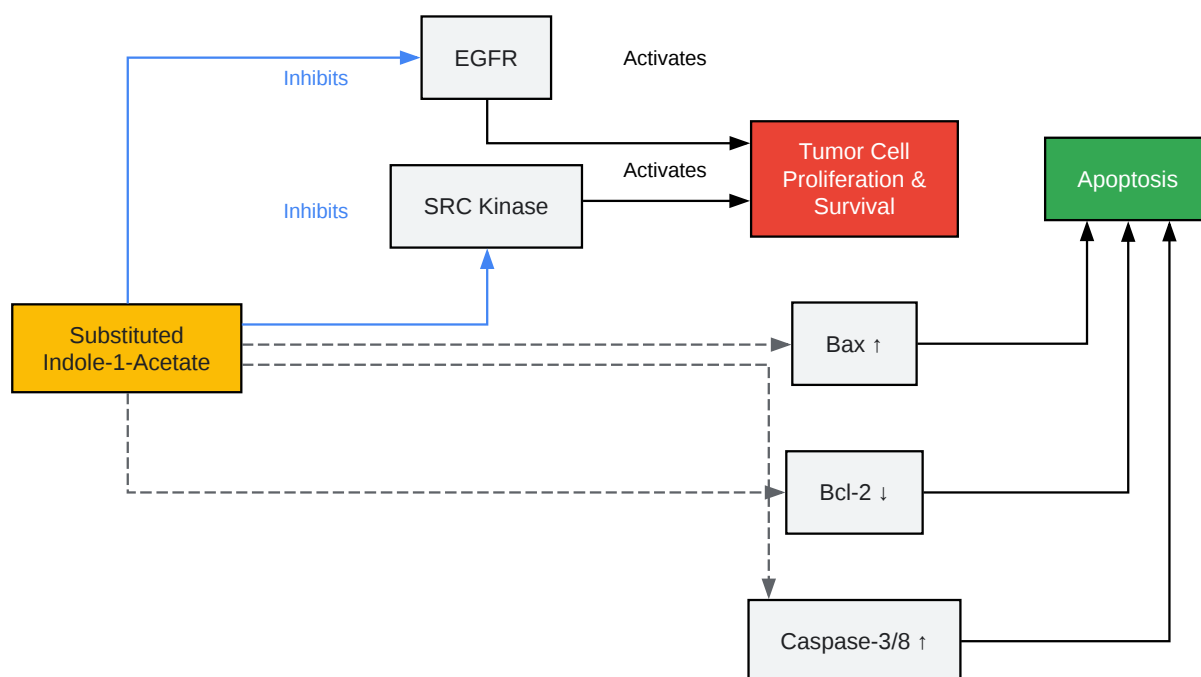 EGFR
Activates
Inhibits
Tumor Cell
Proliferation &
Survival
Activates
Apoptosis
SRC Kinase
Inhibits
Substituted
Indole-1-Acetate
Bax ↑
Bcl-2 ↓
Caspase-3/8 ↑